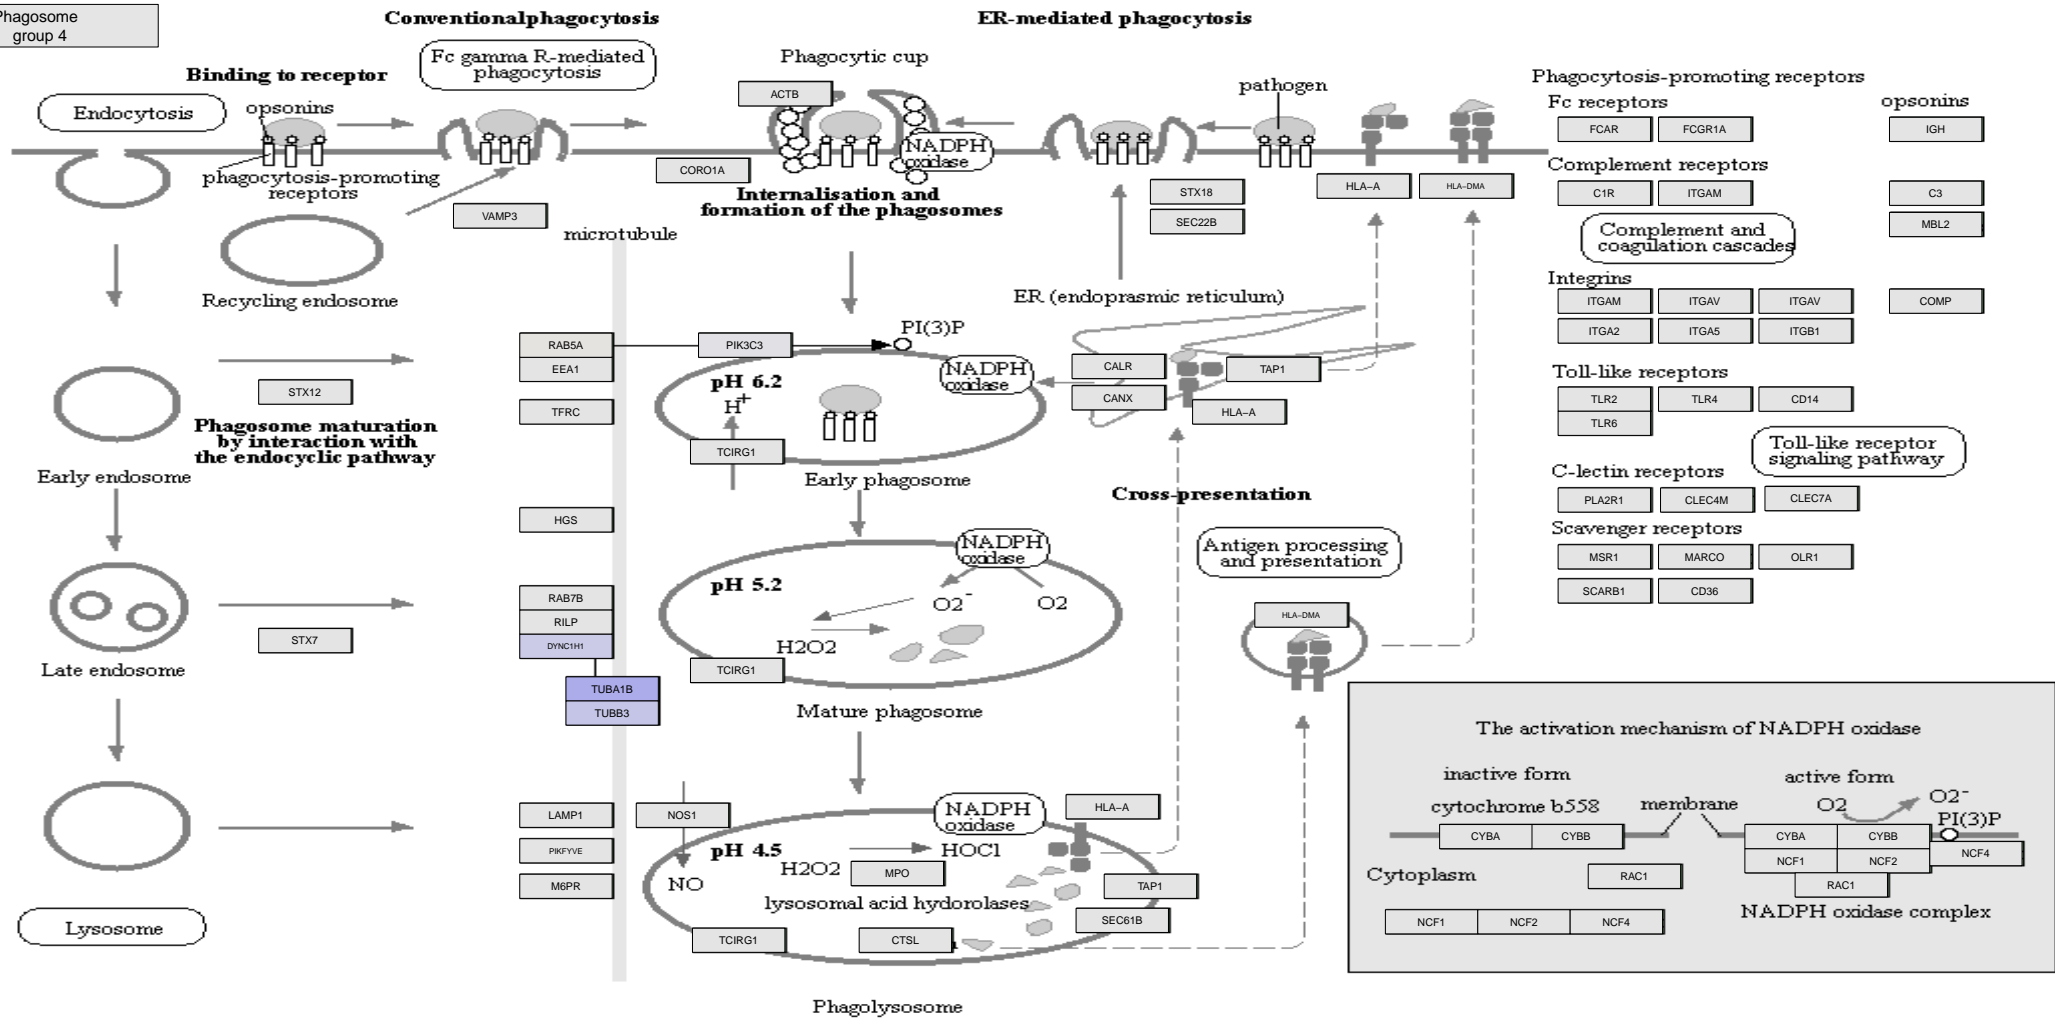 Phagosome
group 4
Conventionalphagocytosis
ER-mediated phagocytosis
Endocytosis
Binding to receptor
opsonins
Fc gamma R-mediated
phagocytosis
Phagocytic cup
ACTB
pathogen
phagocytosis-promoting
receptors
CORO1A
NADPH
oxidase
Internalisation and
formation of the phagosomes
STX18
SEC22B
HLA-A
HLA-DMA
VAMP3
microtubule
Recycling endosome
ER (endoprasmic reticulum)
Phagocytosis-promoting receptors
Fc receptors
opsonins
FCAR
FCGR1A
IGH
Complement receptors
C1R
ITGAM
C3
MBL2
Complement and
coagulation cascades
Integrins
ITGAM
ITGAV
ITGAV
COMP
ITGA2
ITGA5
ITGB1
Toll-like receptors
TLR2
TLR4
CD14
TLR6
Toll-like receptor
signaling pathway
C-lectin receptors
PLA2R1
CLEC4M
CLEC7A
Scavenger receptors
MSR1
MARCO
OLR1
SCARB1
CD36
RAB5A
EEA1
PIK3C3
PI(3)P
STX12
TFRC
Phagosome maturation
by interaction with
the endocyclic pathway
pH 6.2
H+
NADPH
oxidase
CALR
CANX
TAP1
HLA-A
TCIRG1
Early endosome
Early phagosome
Cross-presentation
HGS
NADPH
oxidase
Antigen processing
and presentation
pH 5.2
O2-
O2
H2O2
RAB7B
RILP
DYNC1H1
STX7
TCIRG1
HLA-DMA
Late endosome
TUBA1B
TUBB3
Mature phagosome
LAMP1
NOS1
NADPH
oxidase
HLA-A
PIKFYVE
pH 4.5
H2O2
HOCl
MPO
M6PR
NO
TAP1
lysosomal acid hydorolases
SEC61B
TCIRG1
CTSL
Lysosome
Phagolysosome
The activation mechanism of NADPH oxidase
inactive form
active form
cytochrome b558
membrane
O2
O2-
PI(3)P
CYBA
CYBB
CYBA
CYBB
NCF1
NCF2
NCF4
Cytoplasm
RAC1
RAC1
NADPH oxidase complex
NCF1
NCF2
NCF4